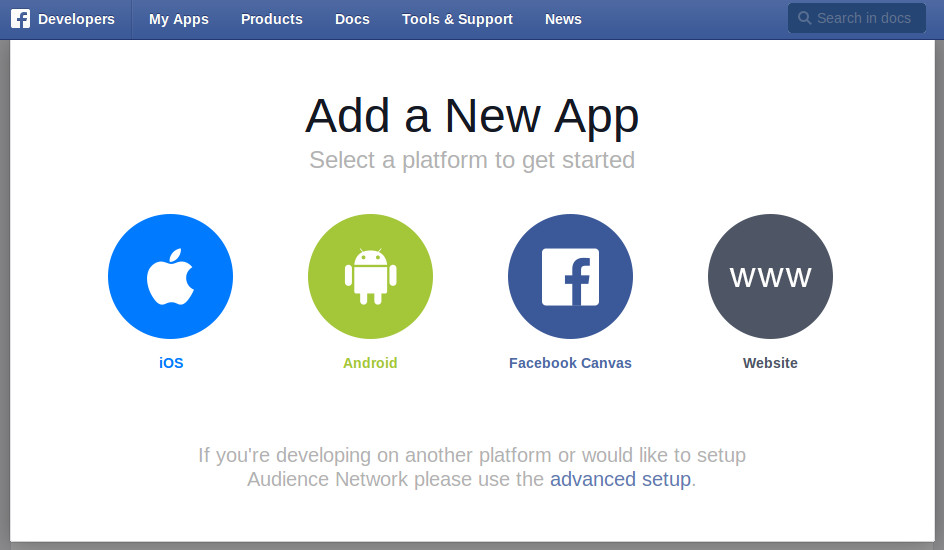 Developers My Apps Products Docs Tools & Support News Search in docs
Add a New App
Select a platform to get started
www
iOS Android Facebook Canvas Website
If you're developing on another platform or would like to setup
Audience Network please use the advanced setup.